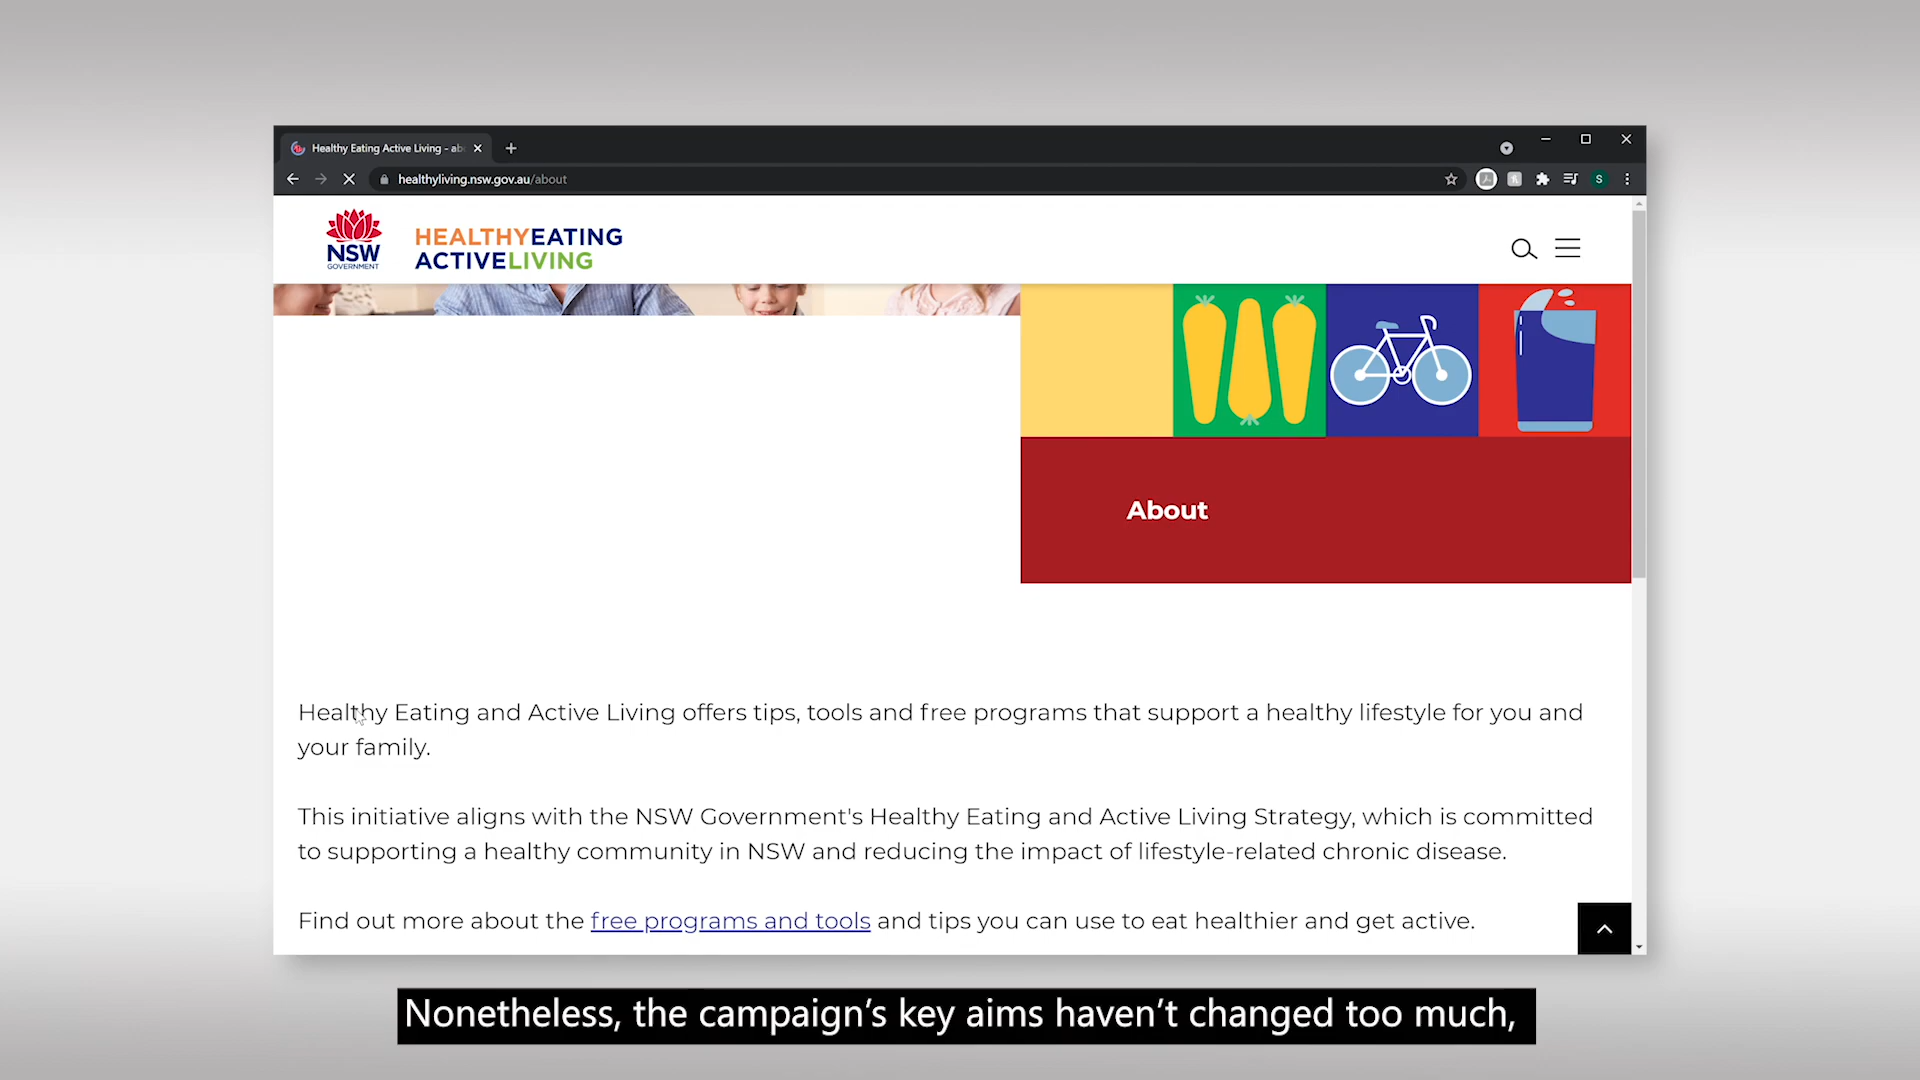 Healthy Eating Active Living - ab
healthyliving.nsw.gov.au/about
S
NSW
GOVERNMENT
HEALTHYEATING
ACTIVELIVING
About
Healthy Eating and Active Living offers tips, tools and free programs that support a healthy lifestyle for you and
your family.
This initiative aligns with the NSW Government's Healthy Eating and Active Living Strategy, which is committed
to supporting a healthy community in NSW and reducing the impact of lifestyle-related chronic disease.
Find out more about the free programs and tools and tips you can use to eat healthier and get active.
Nonetheless, the campaign’s key aims haven’t changed too much,